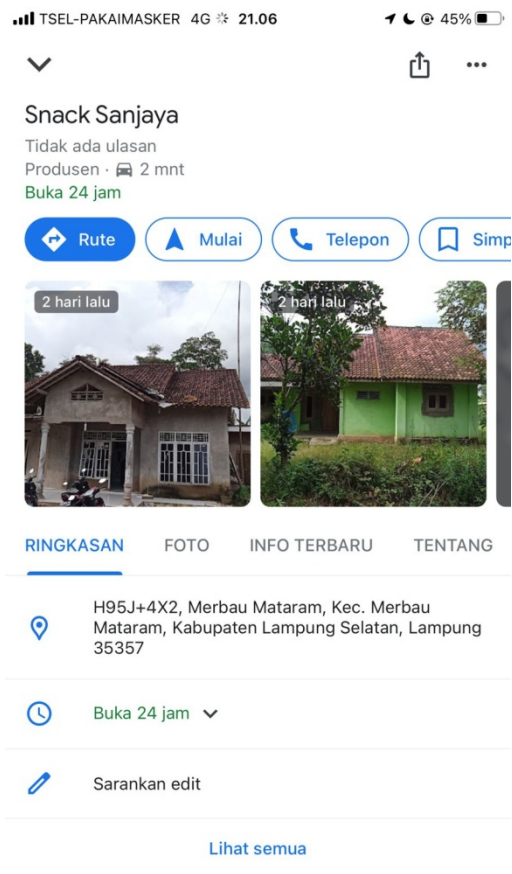 TSEL-PAKAIMASKER 4G 21.06 45%
Snack Sanjaya
Tidak ada ulasan
Produsen · 2 mnt
Buka 24 jam
Rute Mulai Telepon Simp
2 hari lalu 2 hari lalu
RINGKASAN FOTO INFO TERBARU TENTANG
H95J+4X2, Merbau Mataram, Kec. Merbau
Mataram, Kabupaten Lampung Selatan, Lampung
35357
Buka 24 jam
Sarankan edit
Lihat semua